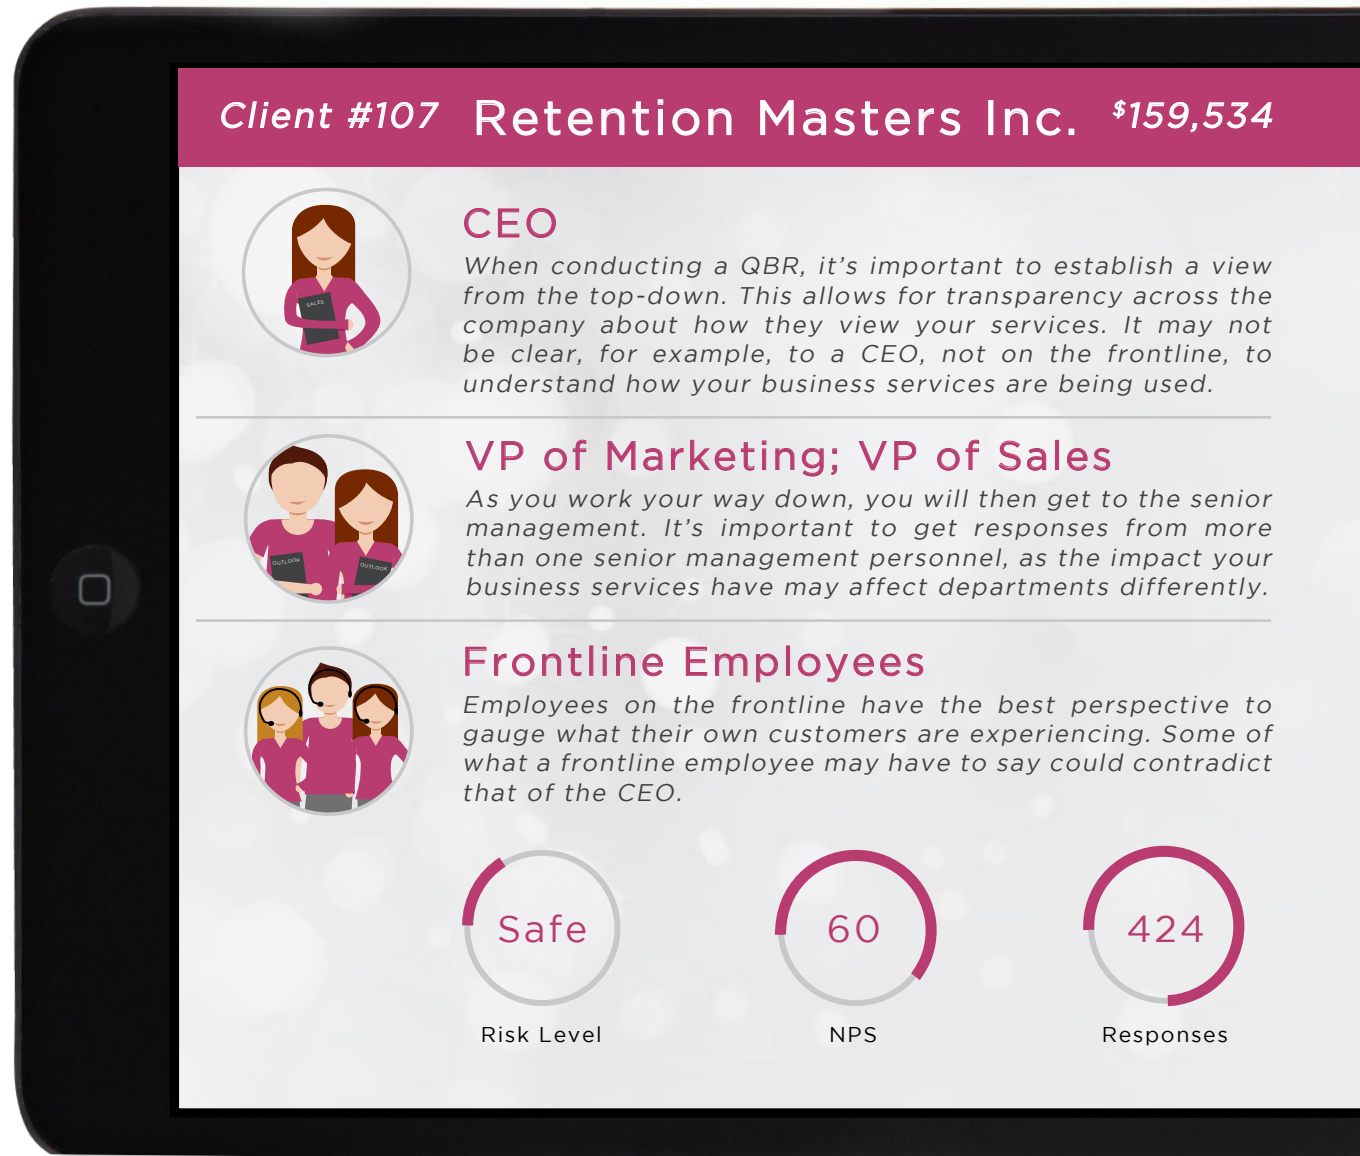 Client #107 Retention Masters Inc. $159,534
CEO
When conducting a QBR, it's important to establish a view
from the top-down. This allows for transparency across the
company about how they view your services. It may not
be clear, for example, to a CEO, not on the frontline, to
understand how your business services are being used.
SALES
VP of Marketing; VP of Sales
As you work your way down, you will then get to the senior
management. It's important to get responses from more
than one senior management personnel, as the impact your
business services have may affect departments differently.
OUTLOOK
OUTLOOK
Frontline Employees
Employees on the frontline have the best perspective to
gauge what their own customers are experiencing. Some of
what a frontline employee may have to say could contradict
that of the CEO.
Safe 60 424
Risk Level NPS Responses